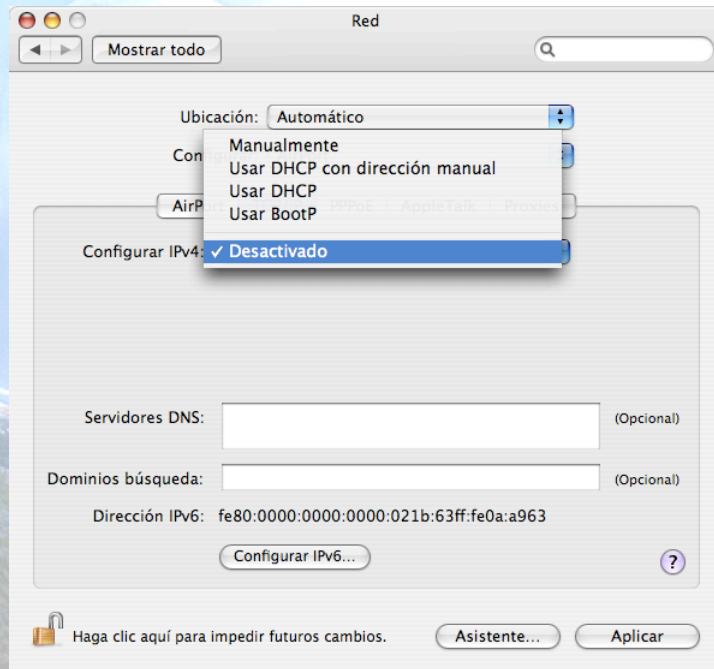 Red
Mostrar todo
Ubicación: Automático
Manualmente
Usar DHCP con dirección manual
Usar DHCP
Usar BootP
AirP PPPoE AppleTalk Proxies
Configurar IPv4: ✓ Desactivado
Servidores DNS: (Opcional)
Dominios búsqueda: (Opcional)
Dirección IPv6: fe80:0000:0000:0000:021b:63ff:fe0a:a963
Configurar IPv6...
?
Haga clic aquí para impedir futuros cambios. Asistente... Aplicar